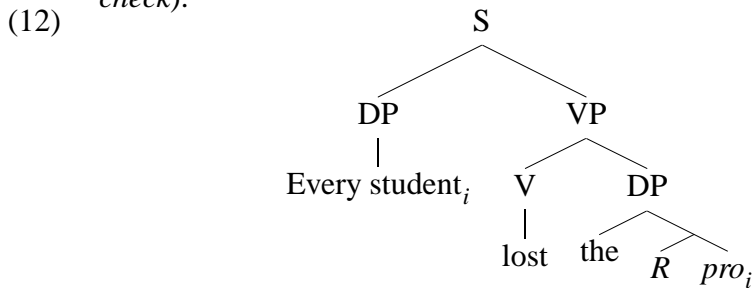 check).
(12)
S
DP VP
Every student_i V DP
lost the R pro_i